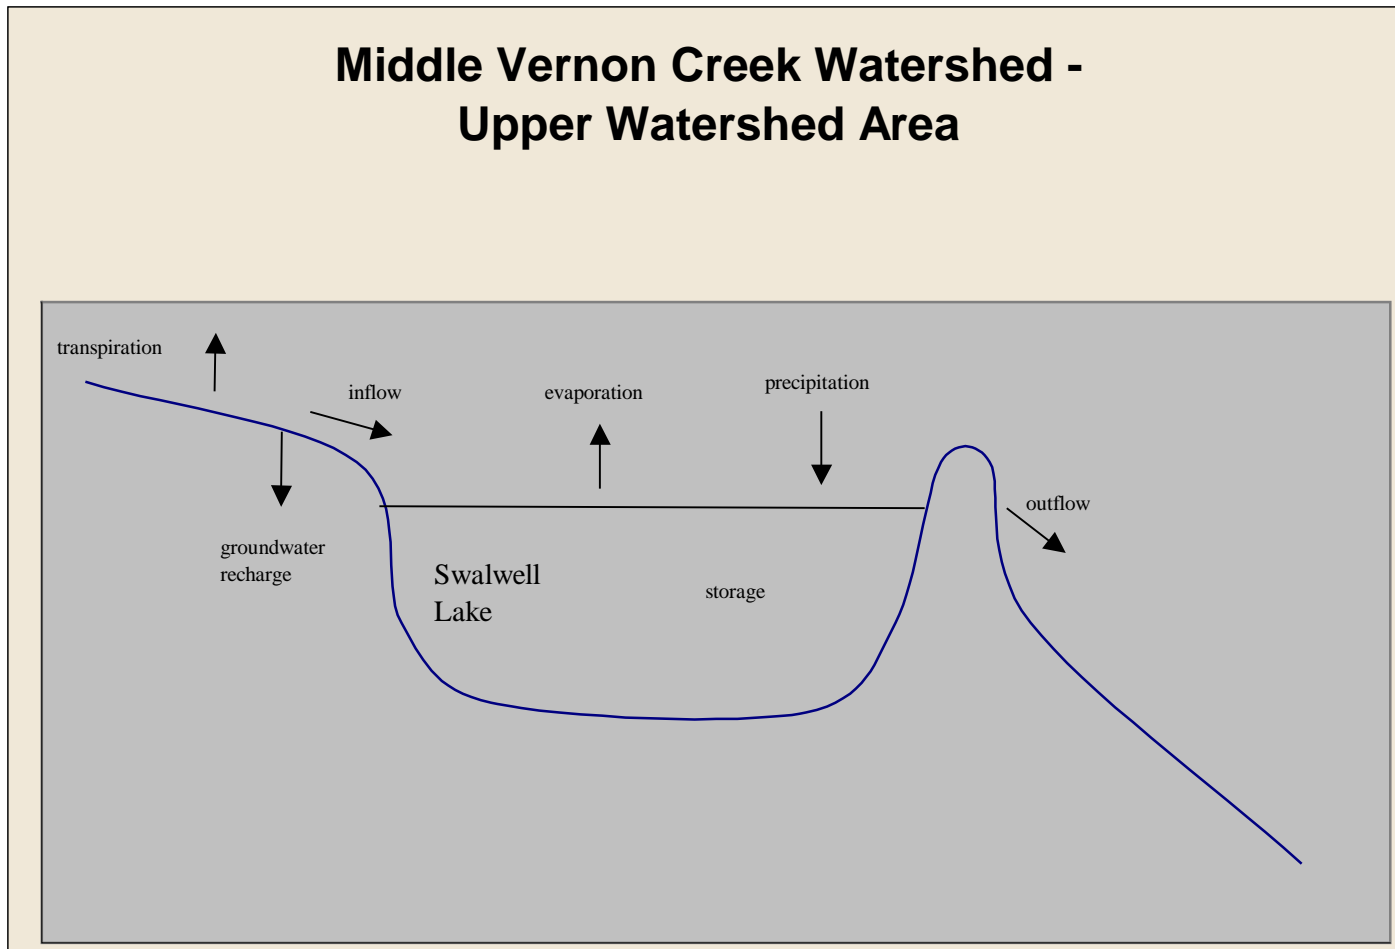 Middle Vernon Creek Watershed -
Upper Watershed Area
transpiration
inflow
evaporation
precipitation
outflow
groundwater
recharge
Swalwell
Lake
storage